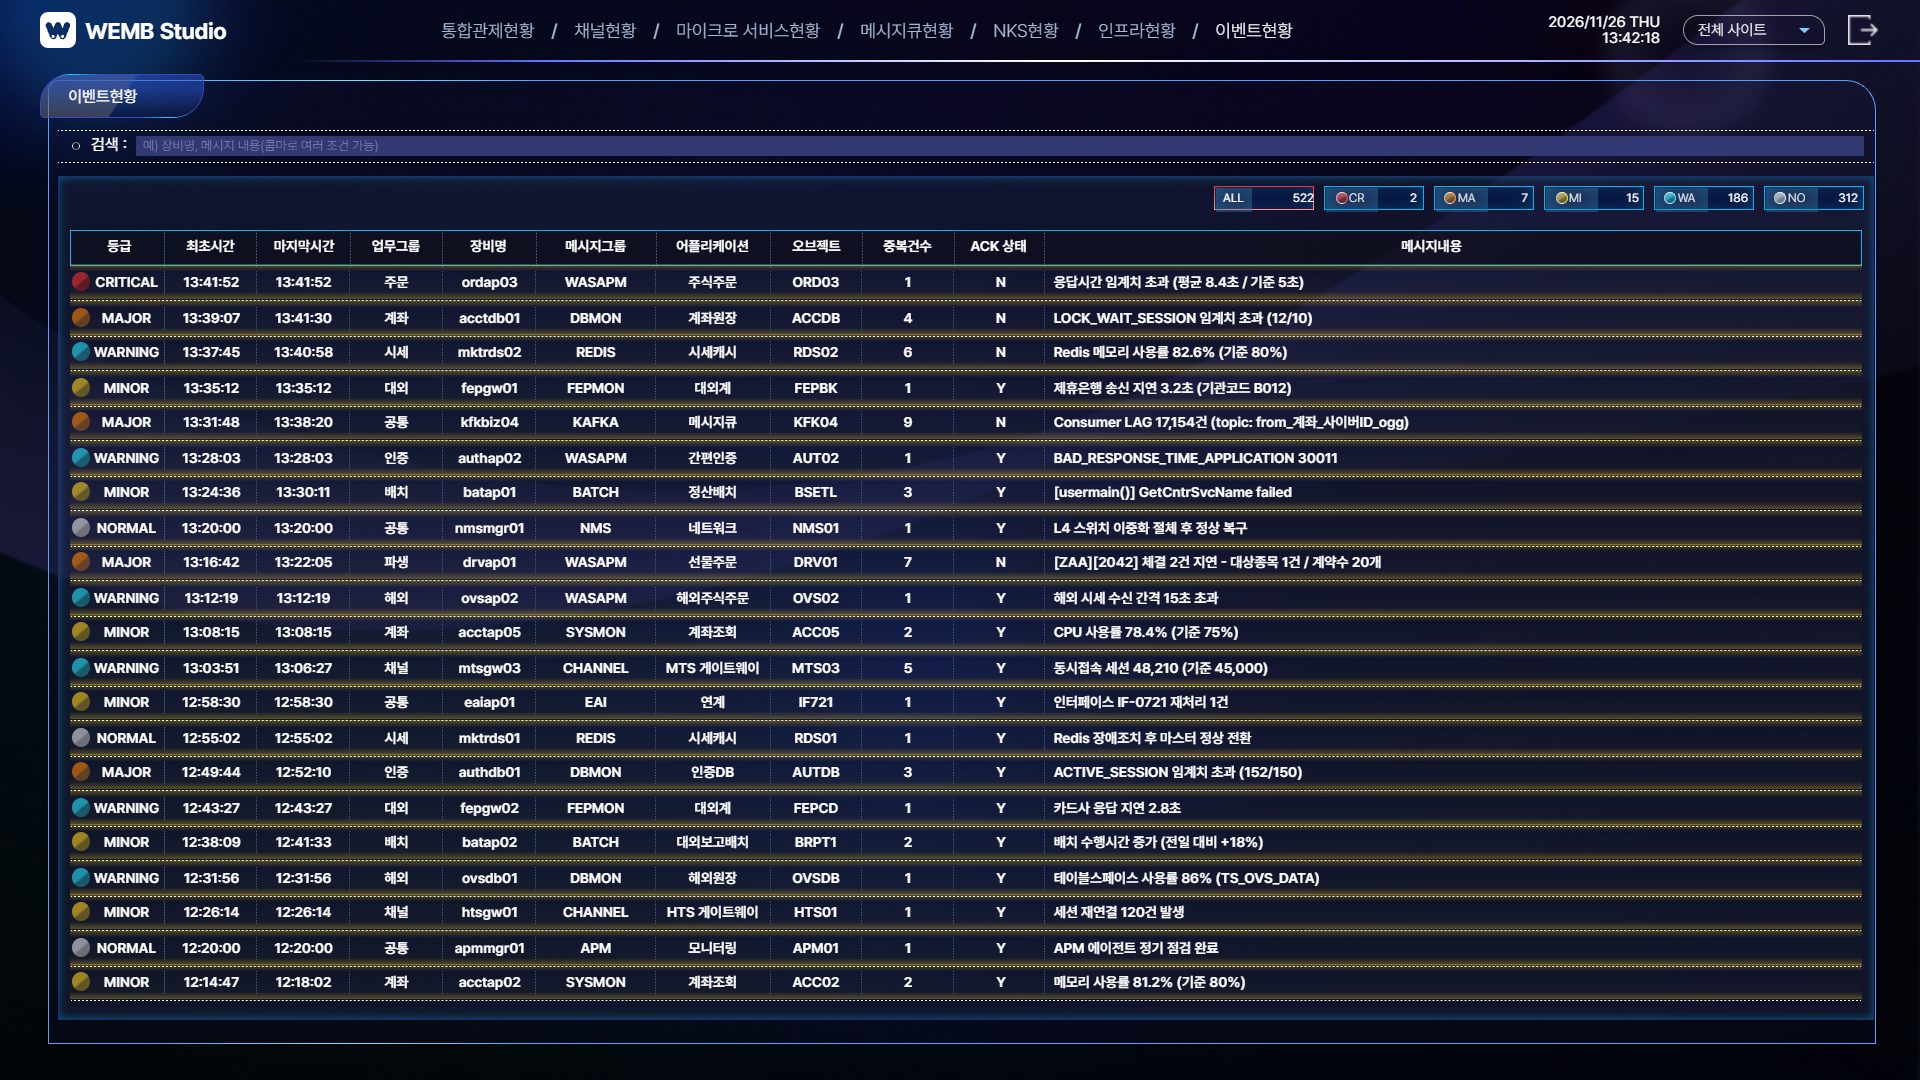 WEMB Studio
통합관제현황 / 채널현황 / 마이크로 서비스현황 / 메시지큐현황 / NKS현황 / 인프라현황 / 이벤트현황
2026/11/26 THU
13:42:18
전체 사이트
이벤트현황
검색 : 예) 장비명, 메시지 내용(콤마로 여러 조건 가능)
ALL 522 CR 2 MA 7 MI 15 WA 186 NO 312
등급 최초시간 마지막시간 업무그룹 장비명 메시지그룹 어플리케이션 오브젝트 중복건수 ACK 상태 메시지내용
CRITICAL 13:41:52 13:41:52 주문 ordap03 WASAPM 주식주문 ORD03 1 N 응답시간 임계치 초과 (평균 8.4초 / 기준 5초)
MAJOR 13:39:07 13:41:30 계좌 acctdb01 DBMON 계좌원장 ACCDB 4 N LOCK_WAIT_SESSION 임계치 초과 (12/10)
WARNING 13:37:45 13:40:58 시세 mktrds02 REDIS 시세캐시 RDS02 6 N Redis 메모리 사용률 82.6% (기준 80%)
MINOR 13:35:12 13:35:12 대외 fepgw01 FEPMON 대외계 FEPBK 1 Y 제휴은행 송신 지연 3.2초 (기관코드 B012)
MAJOR 13:31:48 13:38:20 공통 kfkbiz04 KAFKA 메시지큐 KFK04 9 N Consumer LAG 17,154건 (topic: from_계좌_사이버ID_ogg)
WARNING 13:28:03 13:28:03 인증 authap02 WASAPM 간편인증 AUT02 1 Y BAD_RESPONSE_TIME_APPLICATION 30011
MINOR 13:24:36 13:30:11 배치 batap01 BATCH 정산배치 BSETL 3 Y [usermain()] GetCntrSvcName failed
NORMAL 13:20:00 13:20:00 공통 nmsmgr01 NMS 네트워크 NMS01 1 Y L4 스위치 이중화 절체 후 정상 복구
MAJOR 13:16:42 13:22:05 파생 drvap01 WASAPM 선물주문 DRV01 7 N [ZAA][2042] 체결 2건 지연 - 대상종목 1건 / 계약수 20개
WARNING 13:12:19 13:12:19 해외 ovsap02 WASAPM 해외주식주문 OVS02 1 Y 해외 시세 수신 간격 15초 초과
MINOR 13:08:15 13:08:15 계좌 acctap05 SYSMON 계좌조회 ACC05 2 Y CPU 사용률 78.4% (기준 75%)
WARNING 13:03:51 13:06:27 채널 mtsgw03 CHANNEL MTS 게이트웨이 MTS03 5 Y 동시접속 세션 48,210 (기준 45,000)
MINOR 12:58:30 12:58:30 공통 eaiap01 EAI 연계 IF721 1 Y 인터페이스 IF-0721 재처리 1건
NORMAL 12:55:02 12:55:02 시세 mktrds01 REDIS 시세캐시 RDS01 1 Y Redis 장애조치 후 마스터 정상 전환
MAJOR 12:49:44 12:52:10 인증 authdb01 DBMON 인증DB AUTDB 3 Y ACTIVE_SESSION 임계치 초과 (152/150)
WARNING 12:43:27 12:43:27 대외 fepgw02 FEPMON 대외계 FEPCD 1 Y 카드사 응답 지연 2.8초
MINOR 12:38:09 12:41:33 배치 batap02 BATCH 대외보고배치 BRPT1 2 Y 배치 수행시간 증가 (전일 대비 +18%)
WARNING 12:31:56 12:31:56 해외 ovsdb01 DBMON 해외원장 OVSDB 1 Y 테이블스페이스 사용률 86% (TS_OVS_DATA)
MINOR 12:26:14 12:26:14 채널 htsgw01 CHANNEL HTS 게이트웨이 HTS01 1 Y 세션 재연결 120건 발생
NORMAL 12:20:00 12:20:00 공통 apmmgr01 APM 모니터링 APM01 1 Y APM 에이전트 정기 점검 완료
MINOR 12:14:47 12:18:02 계좌 acctap02 SYSMON 계좌조회 ACC02 2 Y 메모리 사용률 81.2% (기준 80%)